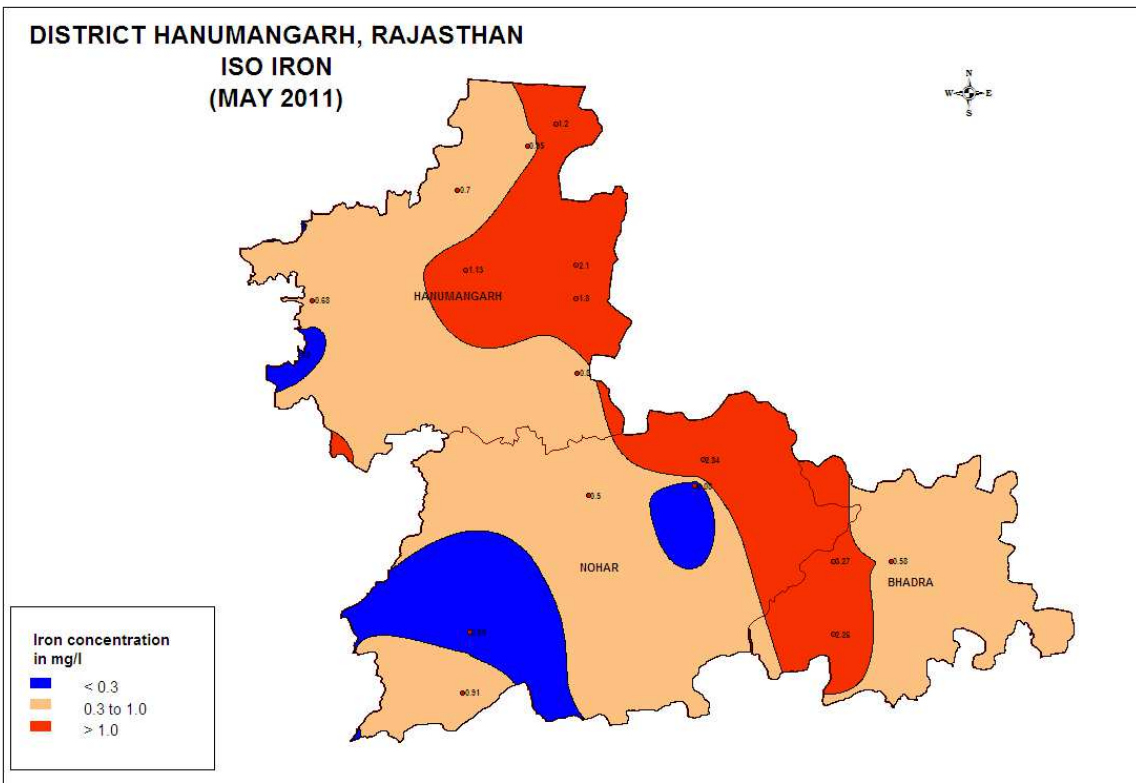 DISTRICT HANUMANGARH, RAJASTHAN
ISO IRON
(MAY 2011)
N
W E
S
1.2
0.95
0.7
2.1
1.13
HANUMANGARH
0.68
2.34
0.5
0.58
NOHAR
BHADRA
2.26
0.91
Iron concentration
in mg/l
< 0.3
0.3 to 1.0
> 1.0